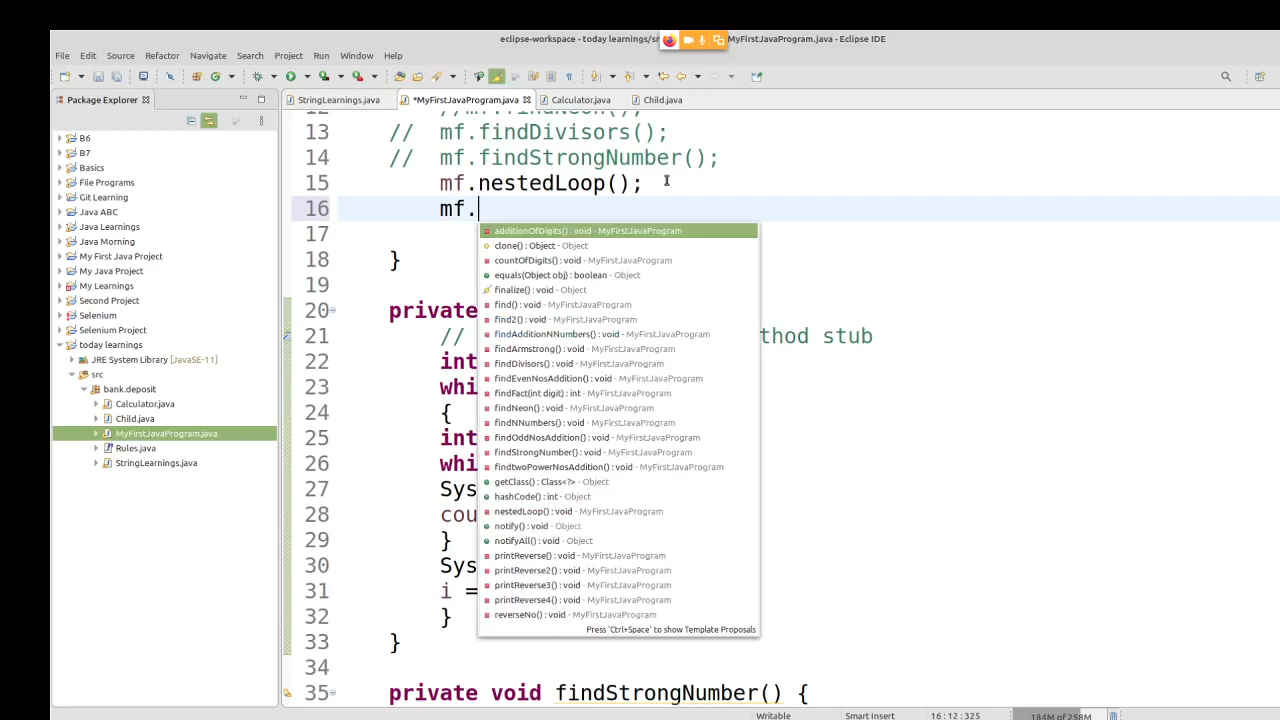 eclipse-workspace - today learnings/sr MyFirstJavaProgram.java - Eclipse IDE
File Edit Source Refactor Navigate Search Project Run Window Help
Package Explorer
StringLearnings.java
*MyFirstJavaProgram.java
Calculator.java
Child.java
B6
B7
Basics
File Programs
Git Learning
Java ABC
Java Learnings
Java Morning
My First Java Project
My Java Project
My Learnings
Second Project
Selenium
Selenium Project
today learnings
JRE System Library [JavaSE-11]
src
bank.deposit
Calculator.java
Child.java
MyFirstJavaProgram.java
Rules.java
StringLearnings.java
12 //mf.findNeon();
13 // mf.findDivisors();
14 // mf.findStrongNumber();
15 mf.nestedLoop();
16 mf.
17
18 }
19
20 private
21 // thod stub
22 int
23 whi
24 {
25 int
26 whi
27 Sys
28 cou
29 }
30 Sys
31 i =
32 }
33 }
34
35 private void findStrongNumber() {
additionOfDigits() : void - MyFirstJavaProgram
clone() : Object - Object
countOfDigits() : void - MyFirstJavaProgram
equals(Object obj) : boolean - Object
finalize() : void - Object
find() : void - MyFirstJavaProgram
find2() : void - MyFirstJavaProgram
findAdditionNNumbers() : void - MyFirstJavaProgram
findArmstrong() : void - MyFirstJavaProgram
findDivisors() : void - MyFirstJavaProgram
findEvenNosAddition() : void - MyFirstJavaProgram
findFact(int digit) : int - MyFirstJavaProgram
findNeon() : void - MyFirstJavaProgram
findNNumbers() : void - MyFirstJavaProgram
findOddNosAddition() : void - MyFirstJavaProgram
findStrongNumber() : void - MyFirstJavaProgram
findtwoPowerNosAddition() : void - MyFirstJavaProgram
getClass() : Class<?> - Object
hashCode() : int - Object
nestedLoop() : void - MyFirstJavaProgram
notify() : void - Object
notifyAll() : void - Object
printReverse() : void - MyFirstJavaProgram
printReverse2() : void - MyFirstJavaProgram
printReverse3() : void - MyFirstJavaProgram
printReverse4() : void - MyFirstJavaProgram
reverseNo() : void - MyFirstJavaProgram
Press 'Ctrl+Space' to show Template Proposals
Writable Smart Insert 16 : 12 : 325 184M of 258M